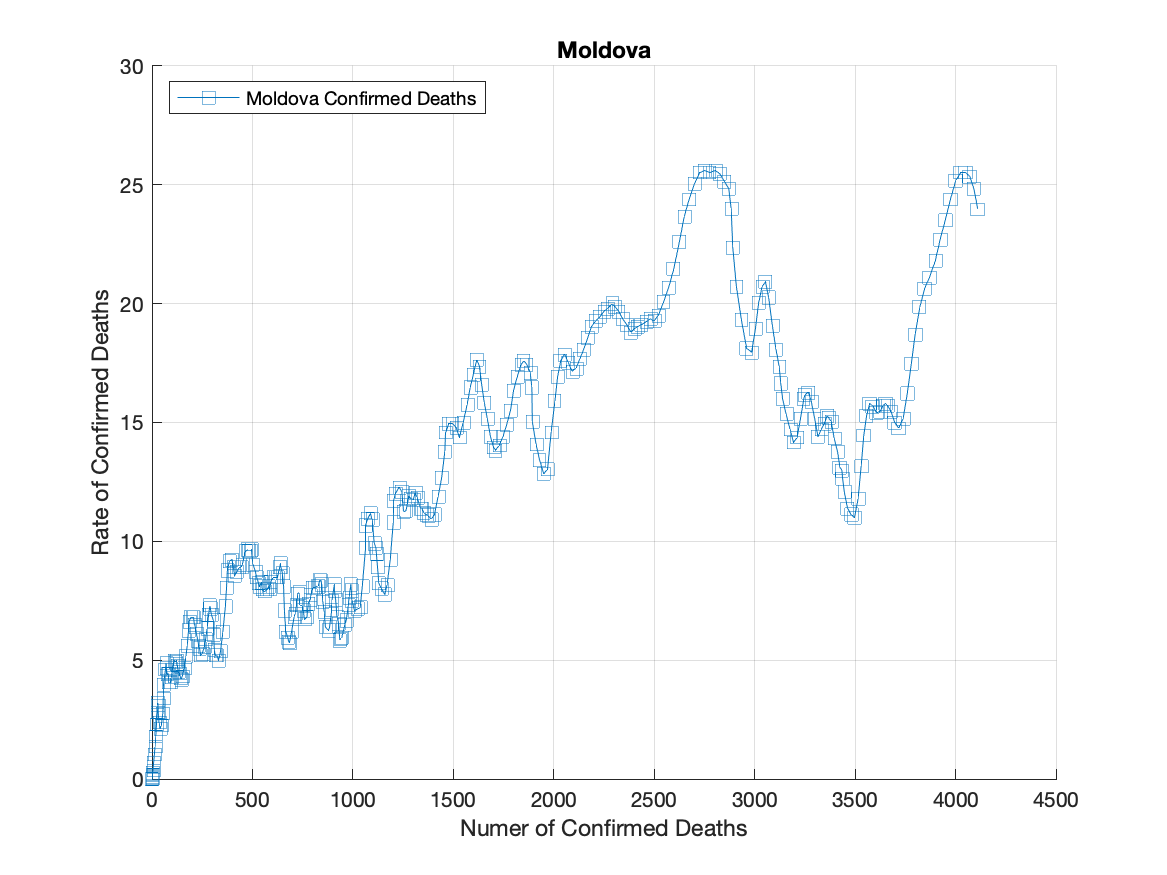 Moldova
Moldova Confirmed Deaths
Rate of Confirmed Deaths
30
25
20
15
10
5
0
0 500 1000 1500 2000 2500 3000 3500 4000 4500
Numer of Confirmed Deaths